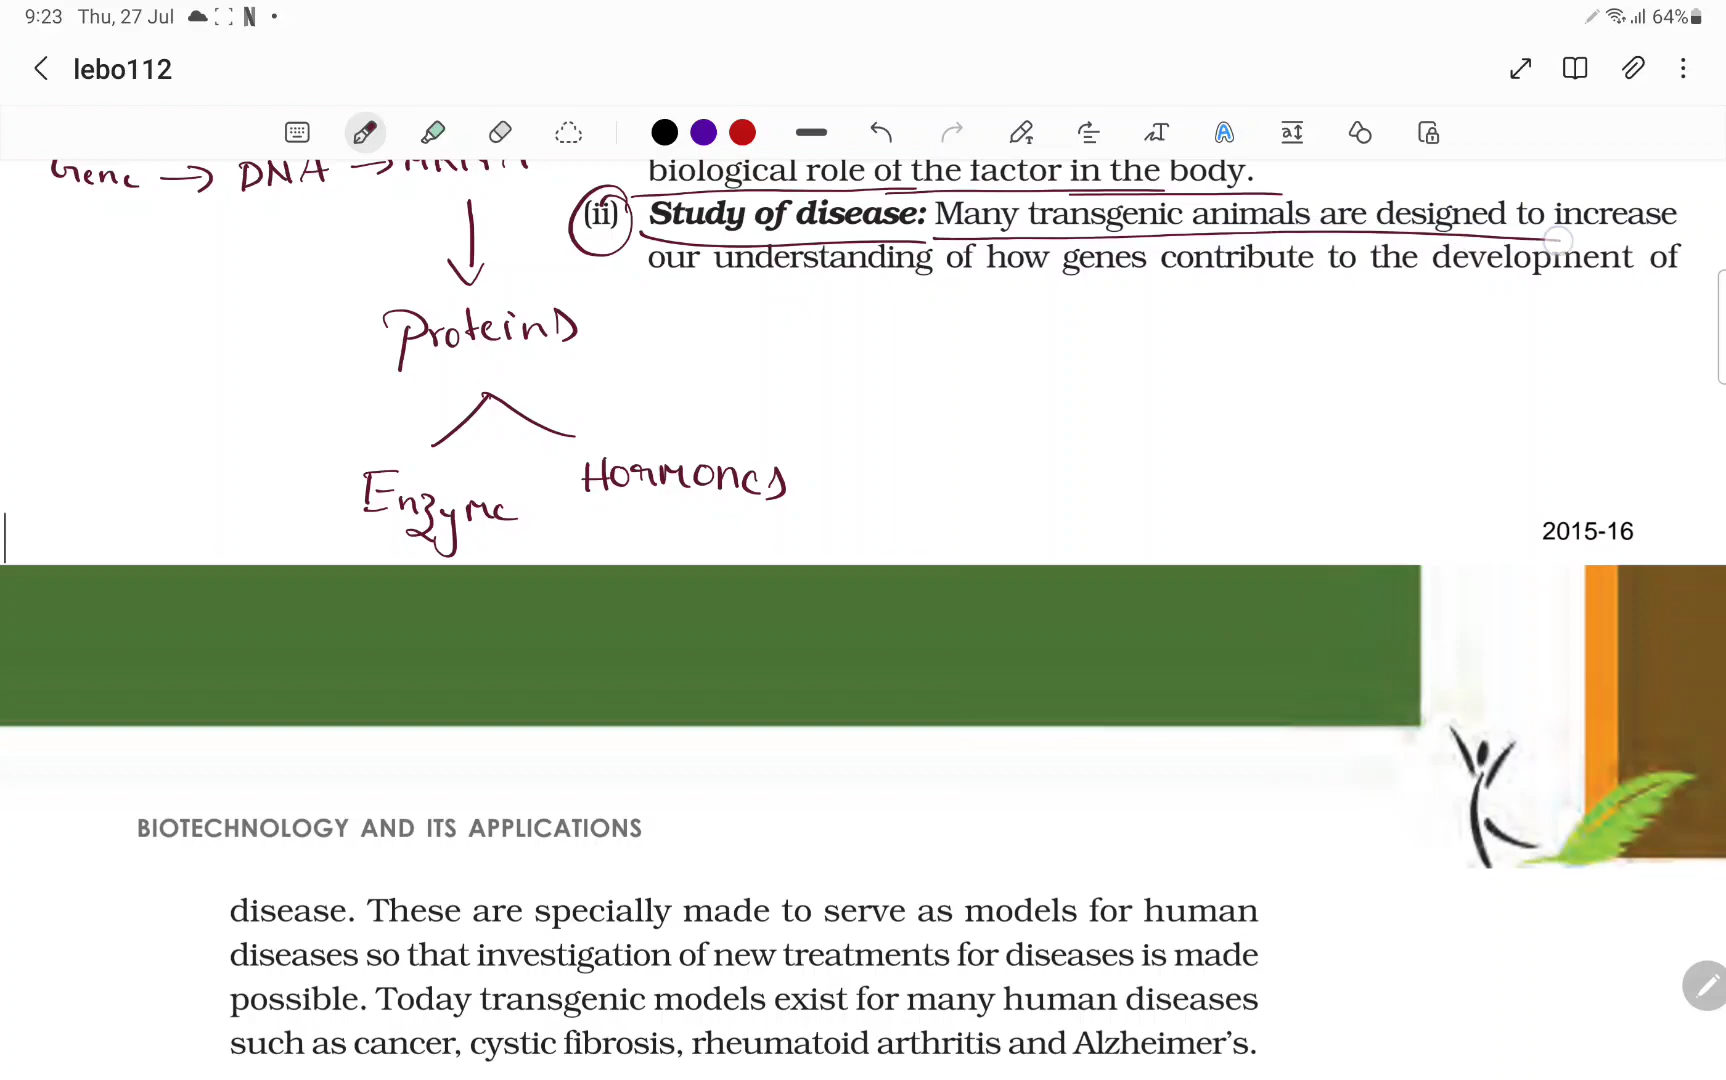 9:23 Thu, 27 Jul N 64%
lebo112
Gene → DNA → mRNA
biological role of the factor in the body.
(ii) Study of disease: Many transgenic animals are designed to increase
our understanding of how genes contribute to the development of
Proteins
Enzyme
Hormones
2015-16
BIOTECHNOLOGY AND ITS APPLICATIONS
disease. These are specially made to serve as models for human
diseases so that investigation of new treatments for diseases is made
possible. Today transgenic models exist for many human diseases
such as cancer, cystic fibrosis, rheumatoid arthritis and Alzheimer's.